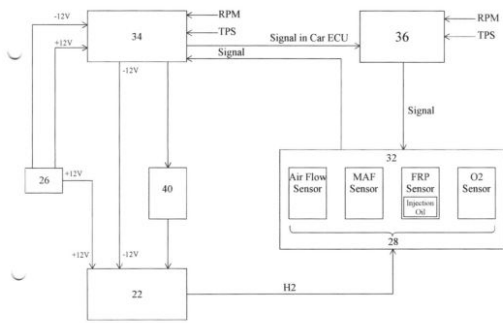 -12V
+12V
34
RPM
TPS
Signal in Car ECU
Signal
36
RPM
TPS
-12V
Signal
32
26
+12V
40
Air Flow
Sensor
MAF
Sensor
FRP
Sensor
Injection
Oil
O2
Sensor
28
+12V
-12V
22
H2